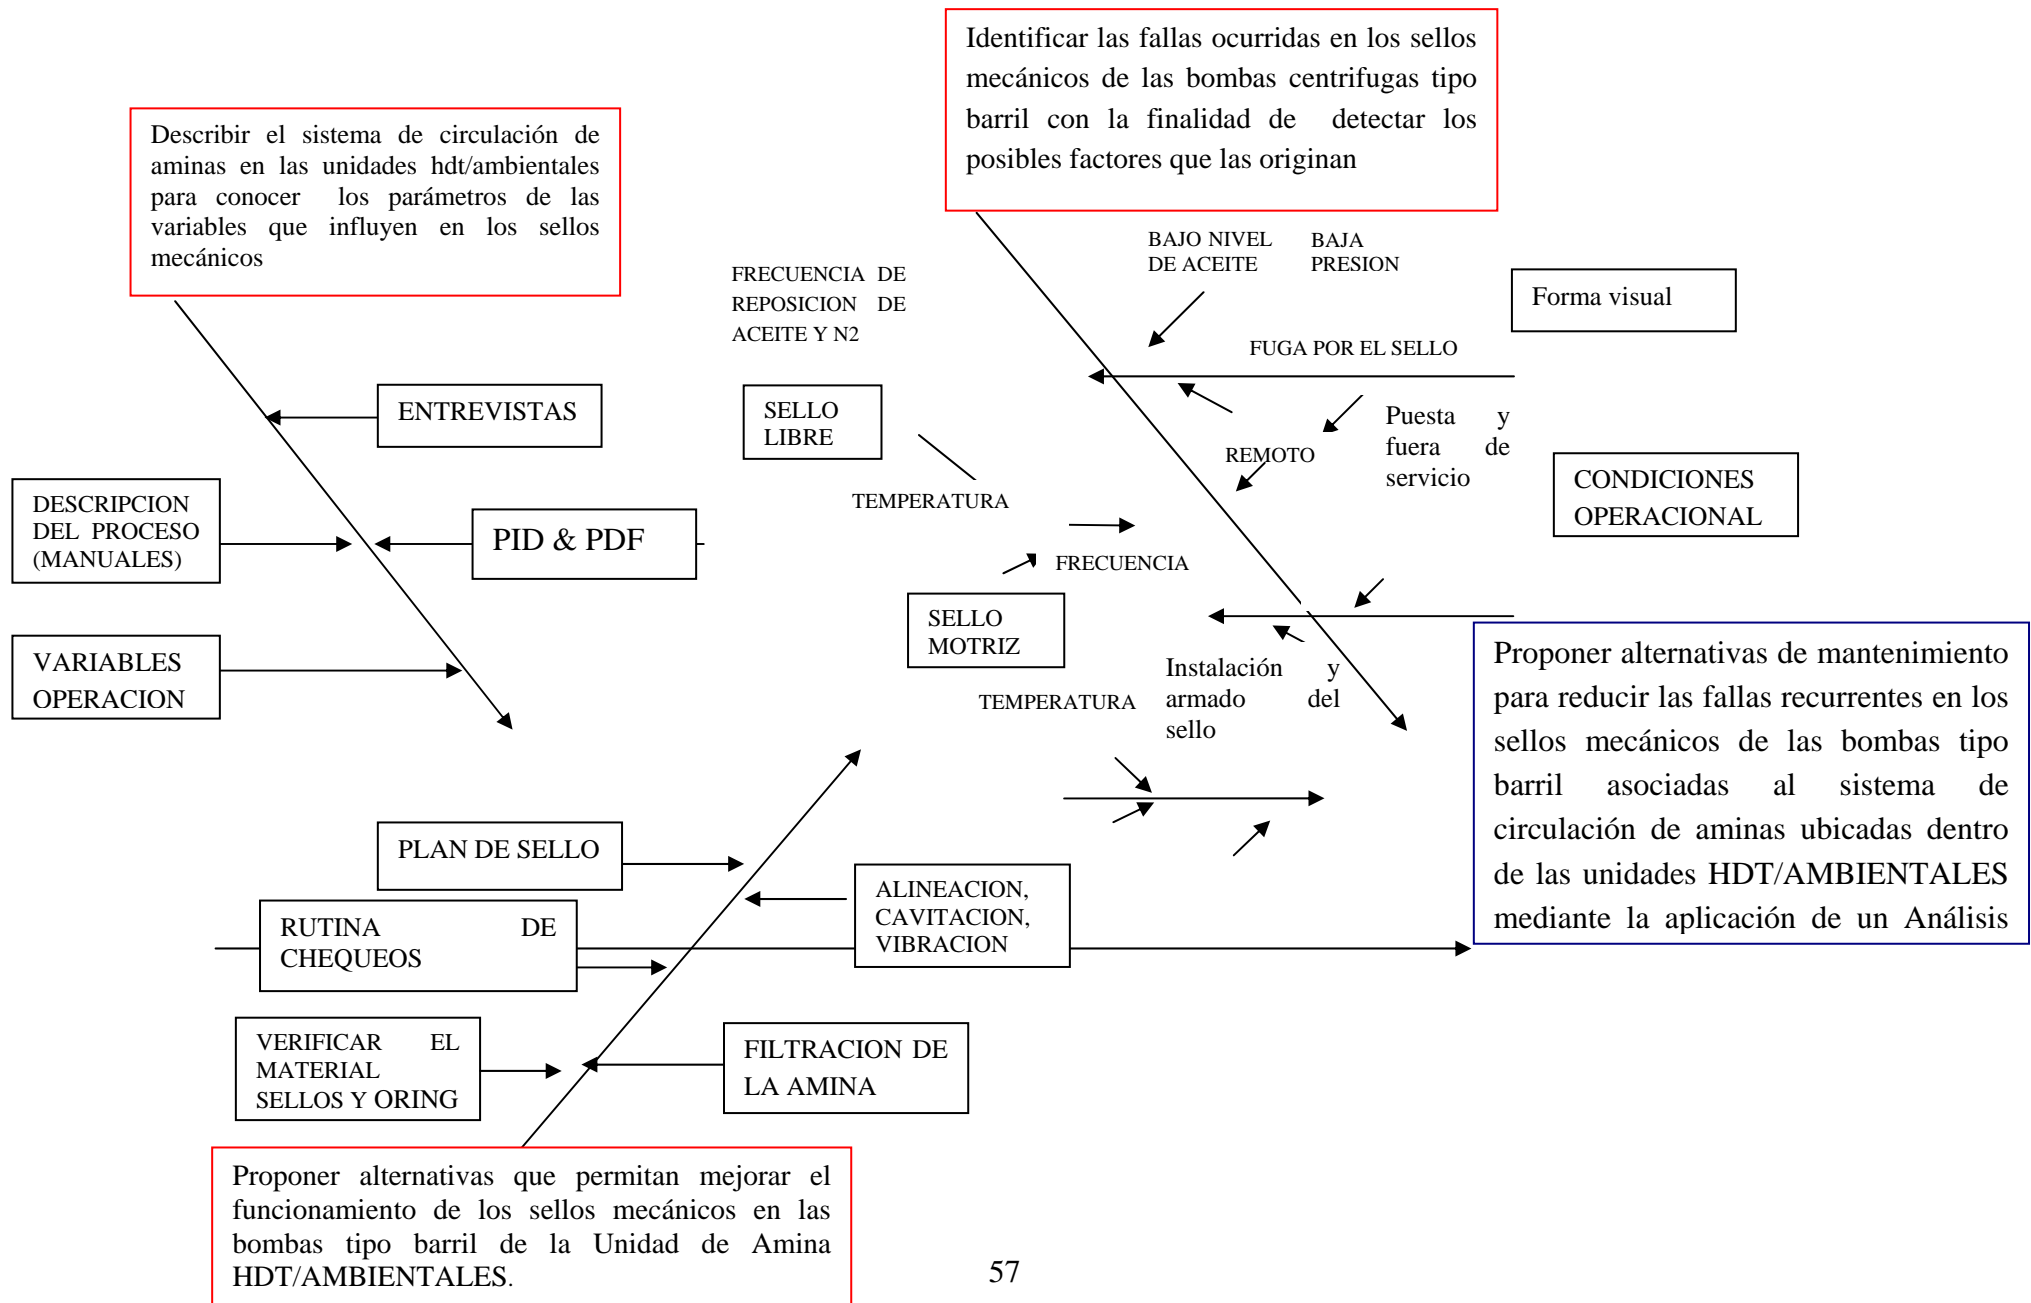 Identificar las fallas ocurridas en los sellos
mecánicos de las bombas centrifugas tipo
barril con la finalidad de detectar los
posibles factores que las originan
Describir el sistema de circulación de
aminas en las unidades hdt/ambientales
para conocer los parámetros de las
variables que influyen en los sellos
mecánicos
FRECUENCIA DE
REPOSICION DE
ACEITE Y N2
BAJO NIVEL
DE ACEITE
BAJA
PRESION
Forma visual
FUGA POR EL SELLO
ENTREVISTAS
SELLO
LIBRE
Puesta y
fuera de
servicio
REMOTO
CONDICIONES
OPERACIONAL
DESCRIPCION
DEL PROCESO
(MANUALES)
PID & PDF
TEMPERATURA
FRECUENCIA
SELLO
MOTRIZ
VARIABLES
OPERACION
TEMPERATURA
Instalación y
armado del
sello
Proponer alternativas de mantenimiento
para reducir las fallas recurrentes en los
sellos mecánicos de las bombas tipo
barril asociadas al sistema de
circulación de aminas ubicadas dentro
de las unidades HDT/AMBIENTALES
mediante la aplicación de un Análisis
PLAN DE SELLO
ALINEACION,
CAVITACION,
VIBRACION
RUTINA DE
CHEQUEOS
VERIFICAR EL
MATERIAL
SELLOS Y ORING
FILTRACION DE
LA AMINA
Proponer alternativas que permitan mejorar el
funcionamiento de los sellos mecánicos en las
bombas tipo barril de la Unidad de Amina
HDT/AMBIENTALES.
57